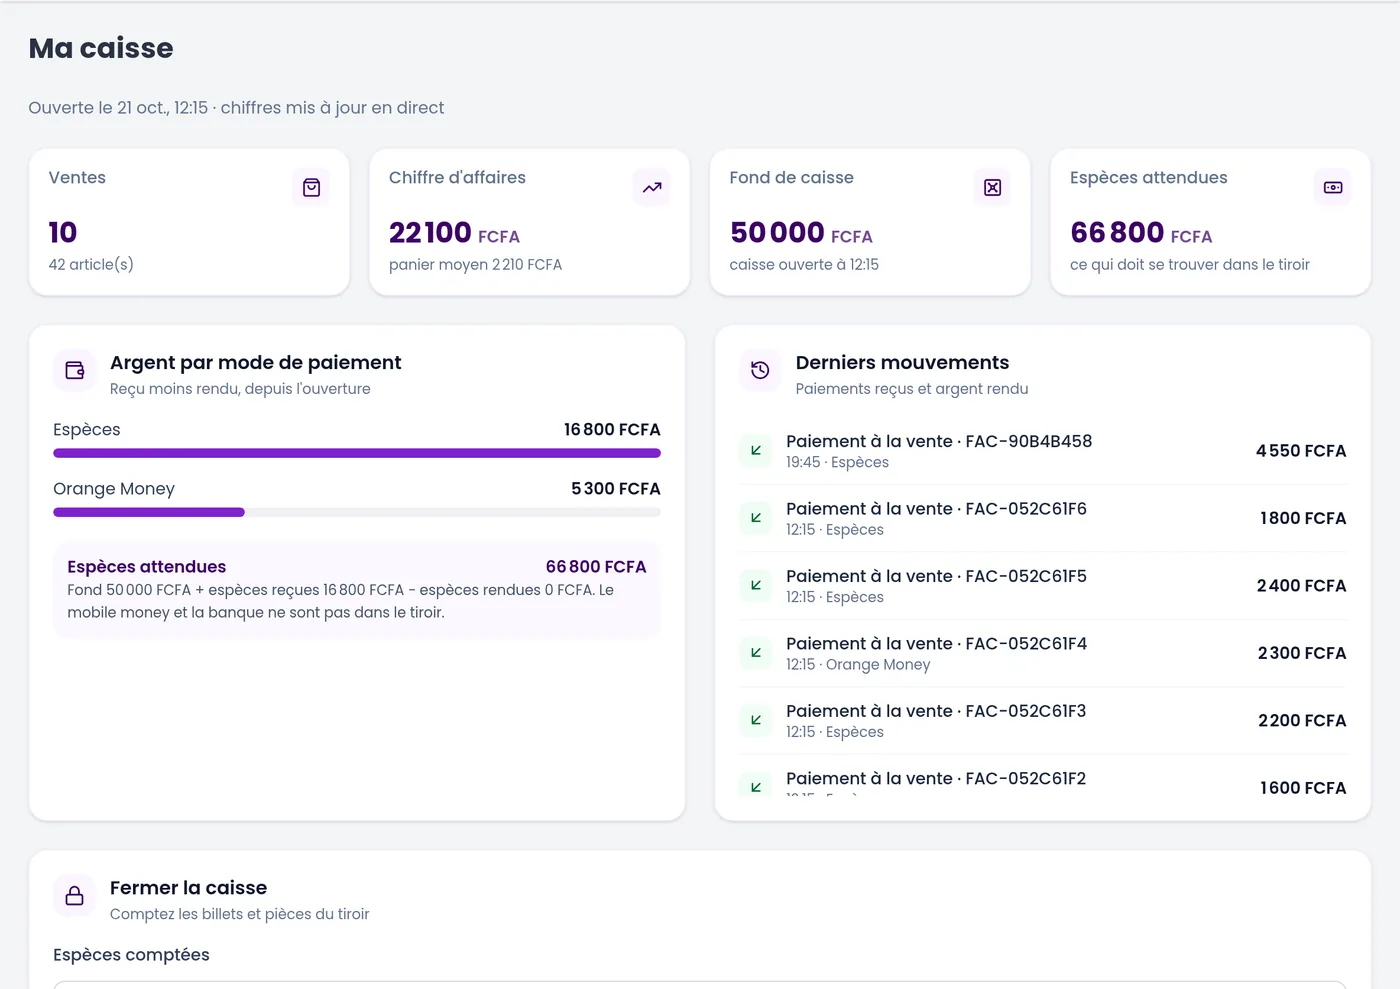 Ma caisse
Ouverte le 21 oct., 12:15 · chiffres mis à jour en direct
Ventes
10
42 article(s)
Chiffre d'affaires
22 100 FCFA
panier moyen 2 210 FCFA
Fond de caisse
50 000 FCFA
caisse ouverte à 12:15
Espèces attendues
66 800 FCFA
ce qui doit se trouver dans le tiroir
Argent par mode de paiement
Reçu moins rendu, depuis l'ouverture
Espèces 16 800 FCFA
Orange Money 5 300 FCFA
Espèces attendues 66 800 FCFA
Fond 50 000 FCFA + espèces reçues 16 800 FCFA - espèces rendues 0 FCFA. Le
mobile money et la banque ne sont pas dans le tiroir.
Derniers mouvements
Paiements reçus et argent rendu
Paiement à la vente · FAC-90B4B458
19:45 · Espèces
4 550 FCFA
Paiement à la vente · FAC-052C61F6
12:15 · Espèces
1 800 FCFA
Paiement à la vente · FAC-052C61F5
12:15 · Espèces
2 400 FCFA
Paiement à la vente · FAC-052C61F4
12:15 · Orange Money
2 300 FCFA
Paiement à la vente · FAC-052C61F3
12:15 · Espèces
2 200 FCFA
Paiement à la vente · FAC-052C61F2
1 600 FCFA
Fermer la caisse
Comptez les billets et pièces du tiroir
Espèces comptées